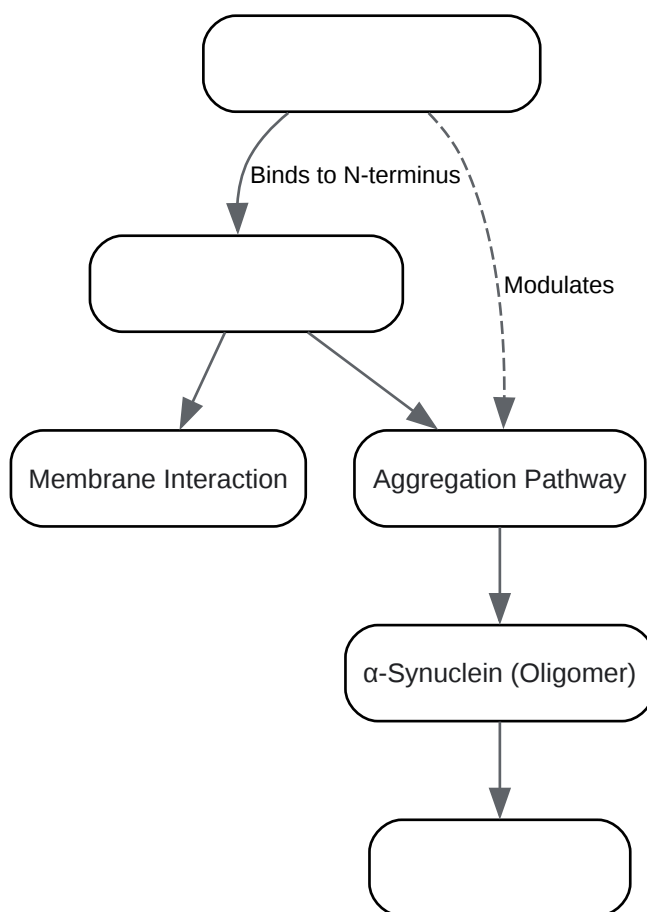 Binds to N-terminus
Modulates
Membrane Interaction
Aggregation Pathway
α-Synuclein (Oligomer)